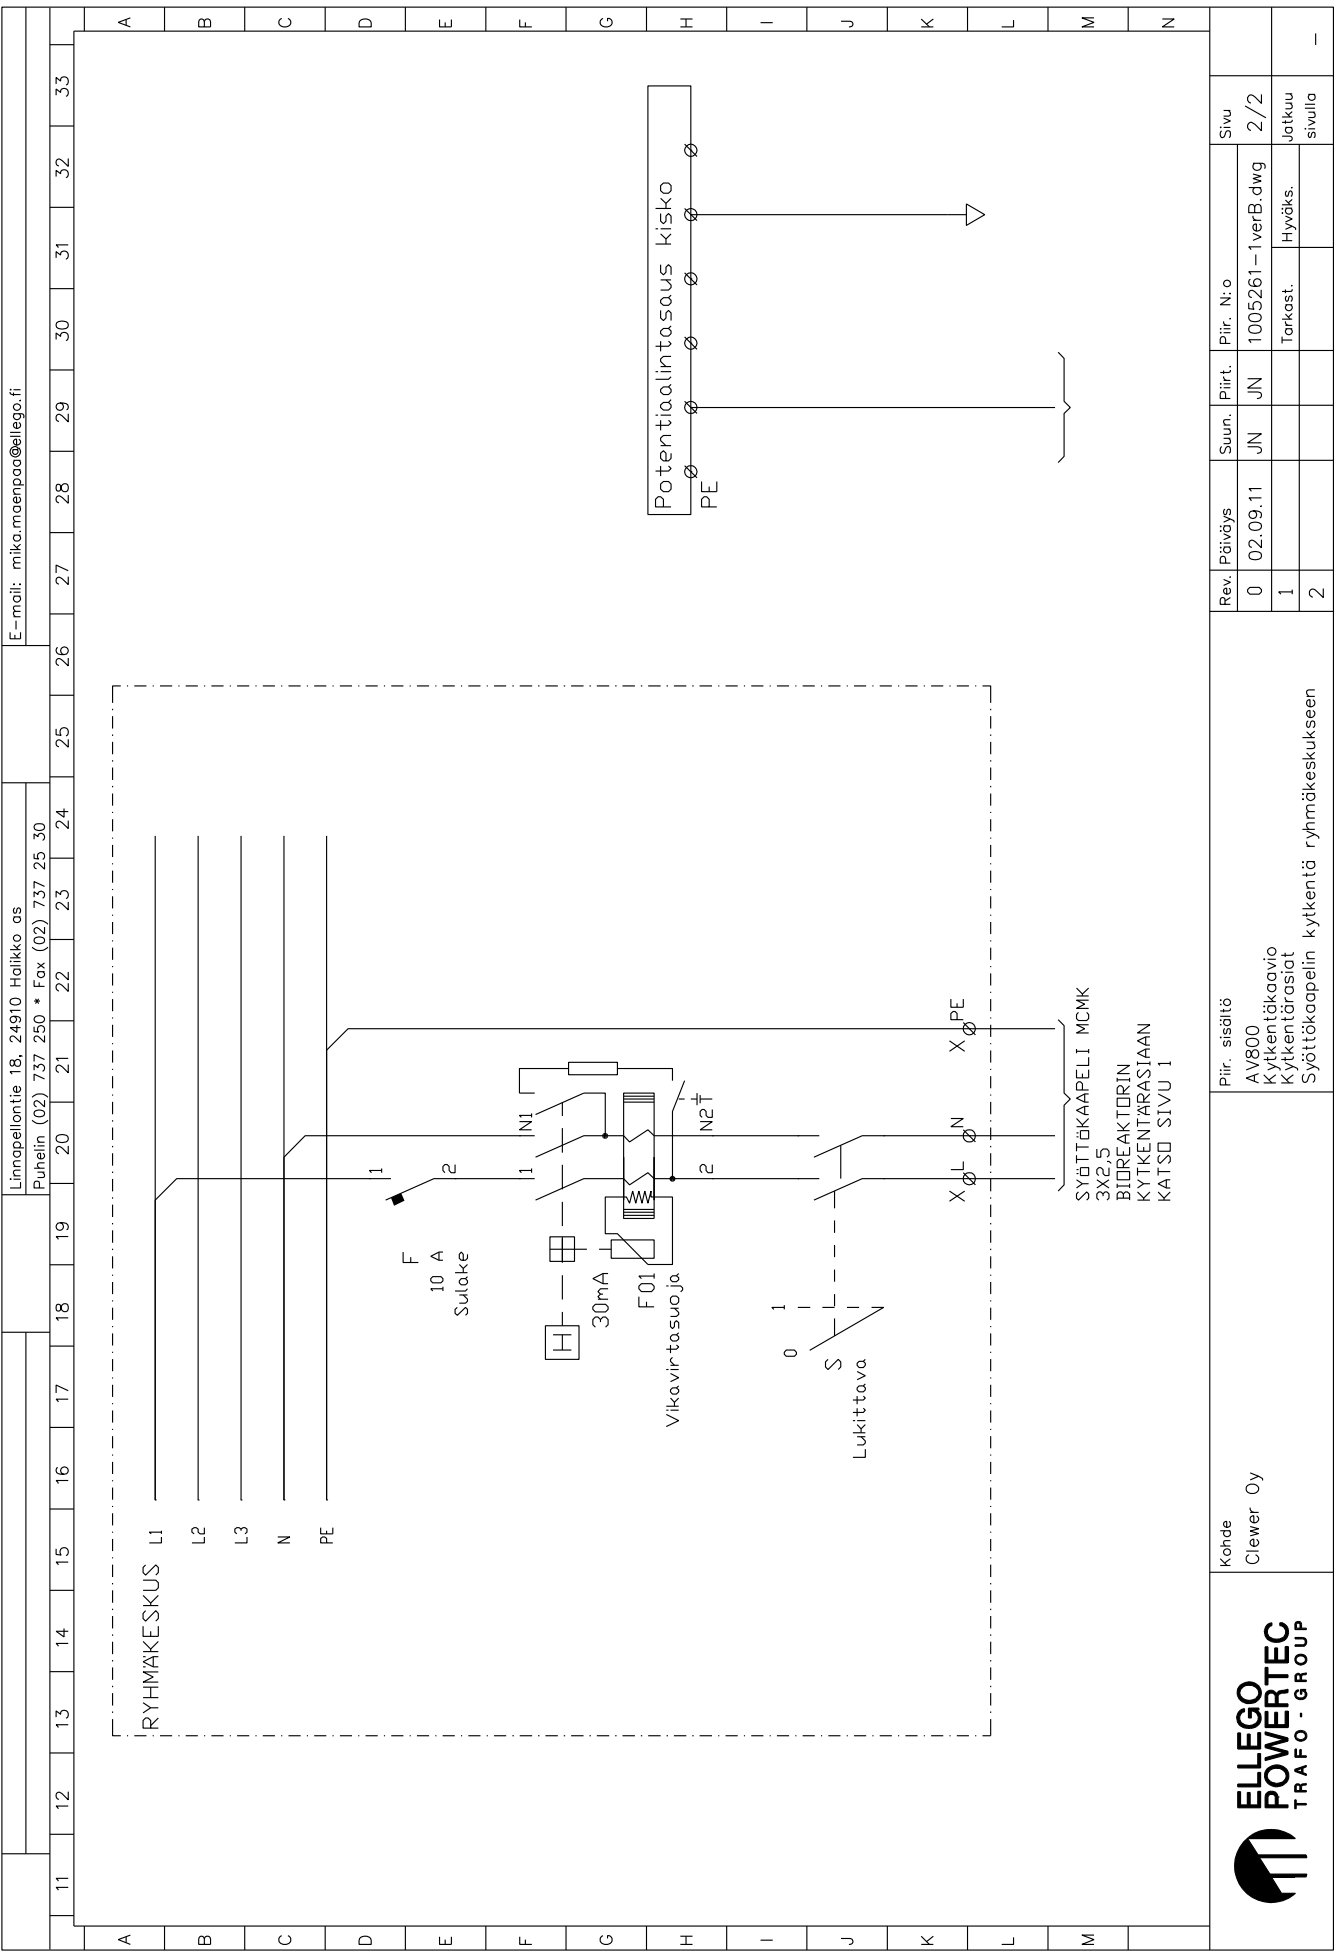 Linnapellontie 18, 24910 Halikko as
Puhelin (02) 737 250 * Fax (02) 737 25 30
E-mail: mika.maenpaa@ellego.fi
11 12 13 14 15 16 17 18 19 20 21 22 23 24 25 26 27 28 29 30 31 32 33
A
B
C
D
E
F
G
H
I
J
K
L
M
N
A
B
C
D
E
F
G
H
I
J
K
L
M
N
RYHMÄKESKUS
L1
L2
L3
N
PE
1
F
10 A
Sulake
2
1
N1
H
30mA
F01
Vikavirtasuoja
2
N2
T
0
1
S
Lukittava
X
L
N
X
PE
SYÖTTÖKAAPELI MCMK
3X2,5
BIOREAKTORIN
KYTKENTÄRASIAAN
KATSO SIVU 1
Potentiaalintasaus kisko
PE
ELLEGO
POWERTEC
TRAFO - GROUP
Kohde
Clewer Oy
Piir. sisältö
AV800
Kytkentäkaavio
Kytkentärasiat
Syöttökaapelin kytkentä ryhmäkeskukseen
Rev. Päiväys Suun. Piirt. Piir. N:o Sivu
0 02.09.11 JN JN 1005261-1verB.dwg 2/2
1 Tarkast. Hyväks. Jatkuu
2 sivulla -